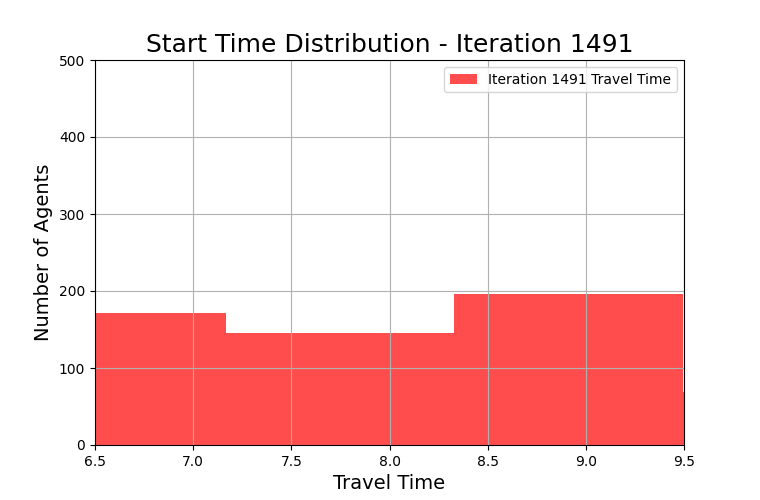 Start Time Distribution - Iteration 1491
Iteration 1491 Travel Time
Number of Agents
500
400
300
200
100
0
6.5 7.0 7.5 8.0 8.5 9.0 9.5
Travel Time